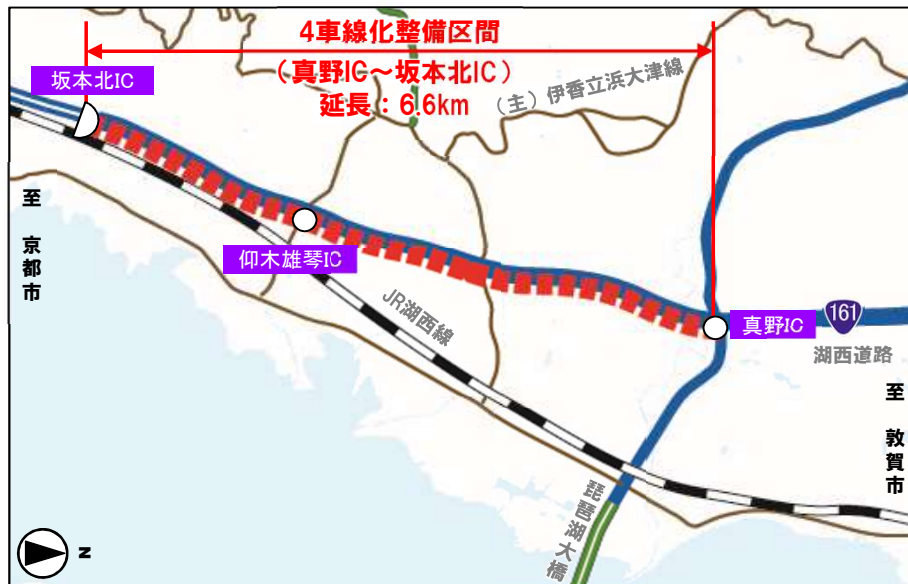 4車線化整備区間
(真野IC~坂本北IC)
延長:6.6km
坂本北IC
(主)伊香立浜大津線
至 京都市
仰木雄琴IC
JR湖西線
161
真野IC
湖西道路
至 敦賀市
琵琶湖大橋
N